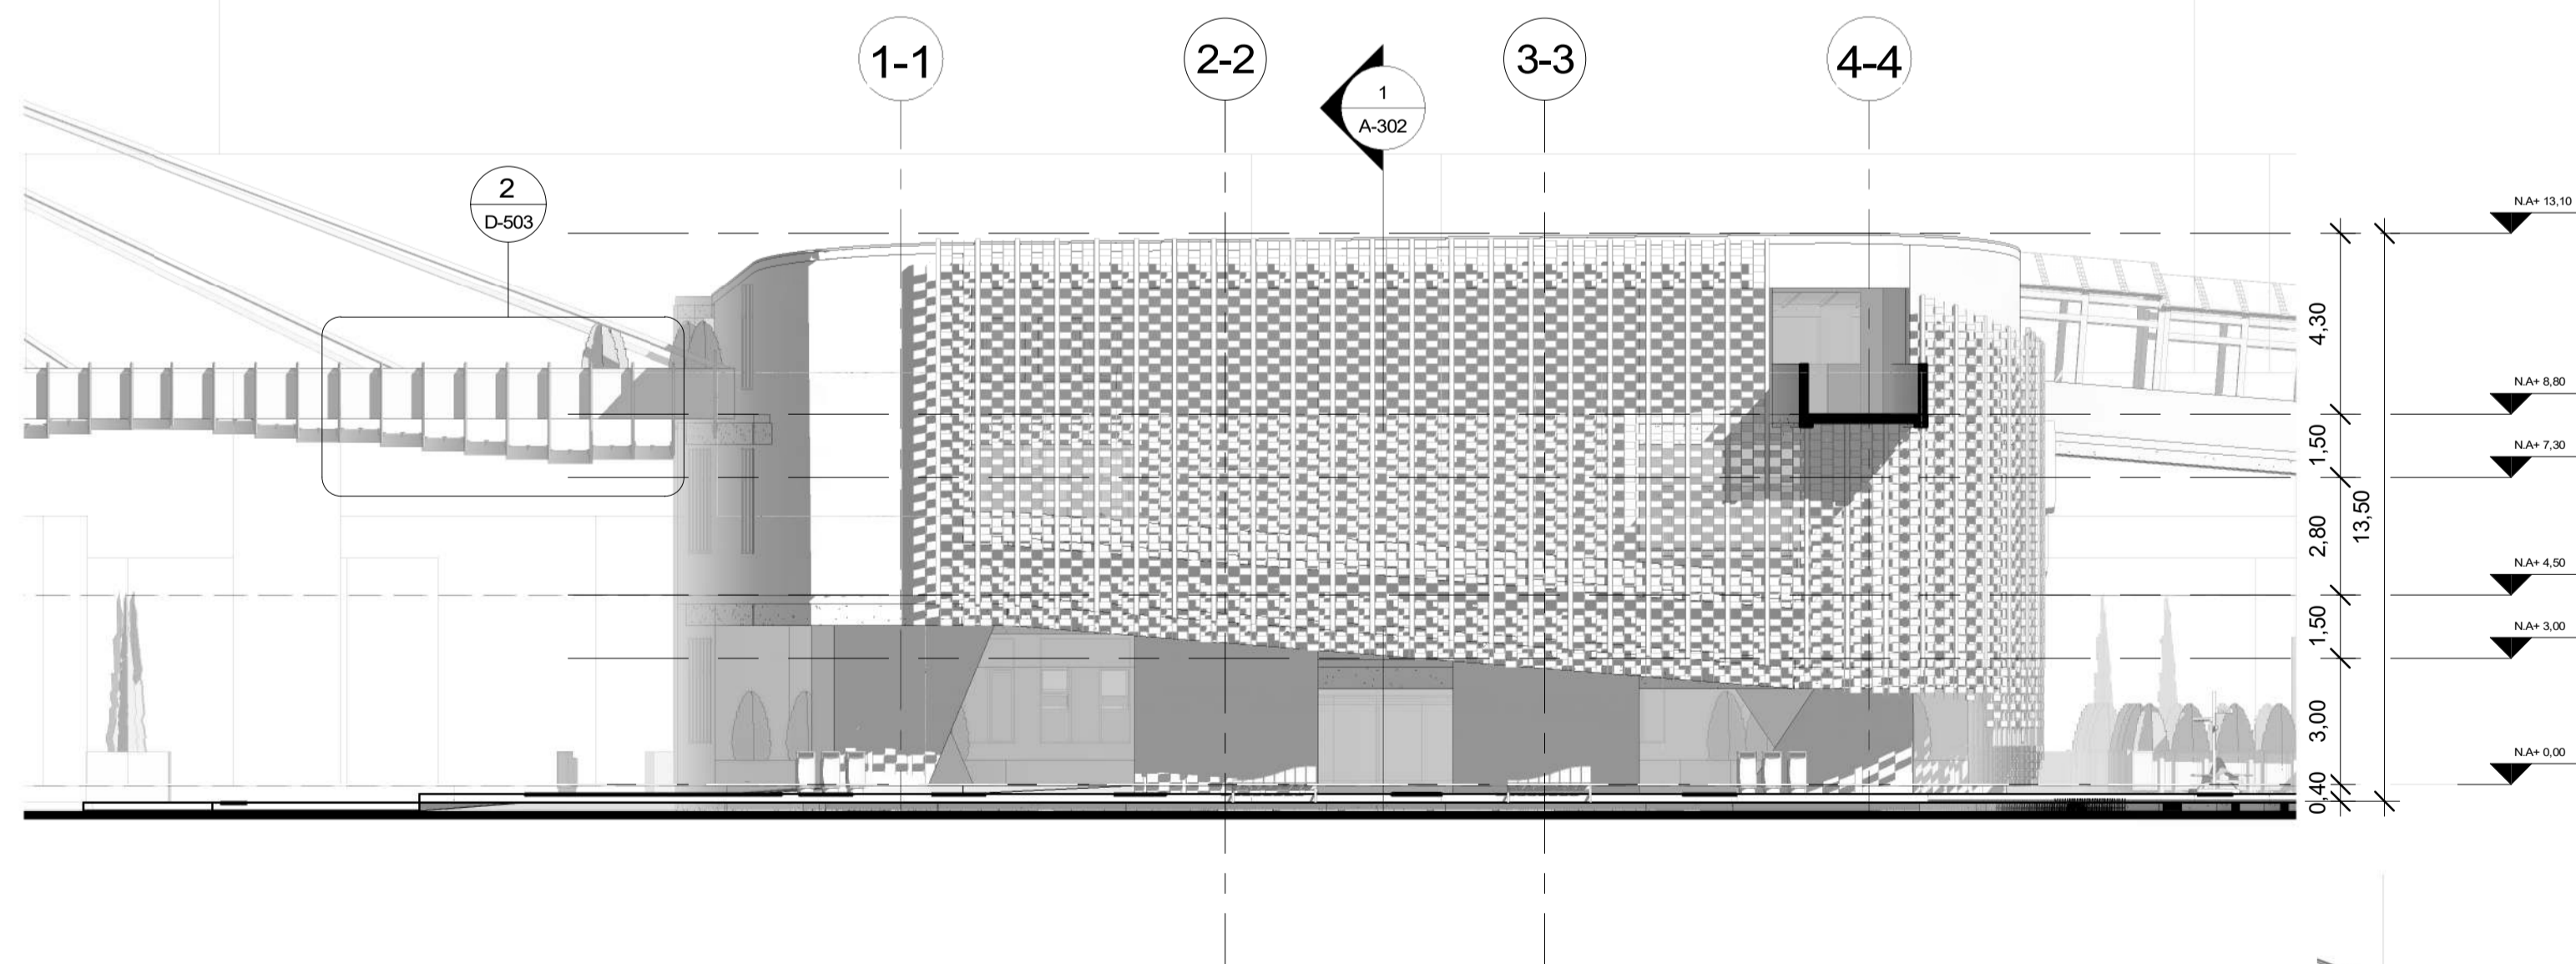 1-1
2-2
3-3
4-4
1
A-302
2
D-503
N.A+ 13,10
4,30
N.A+ 8,80
1,50
N.A+ 7,30
2,80
13,50
N.A+ 4,50
1,50
N.A+ 3,00
3,00
N.A+ 0,00
0,40